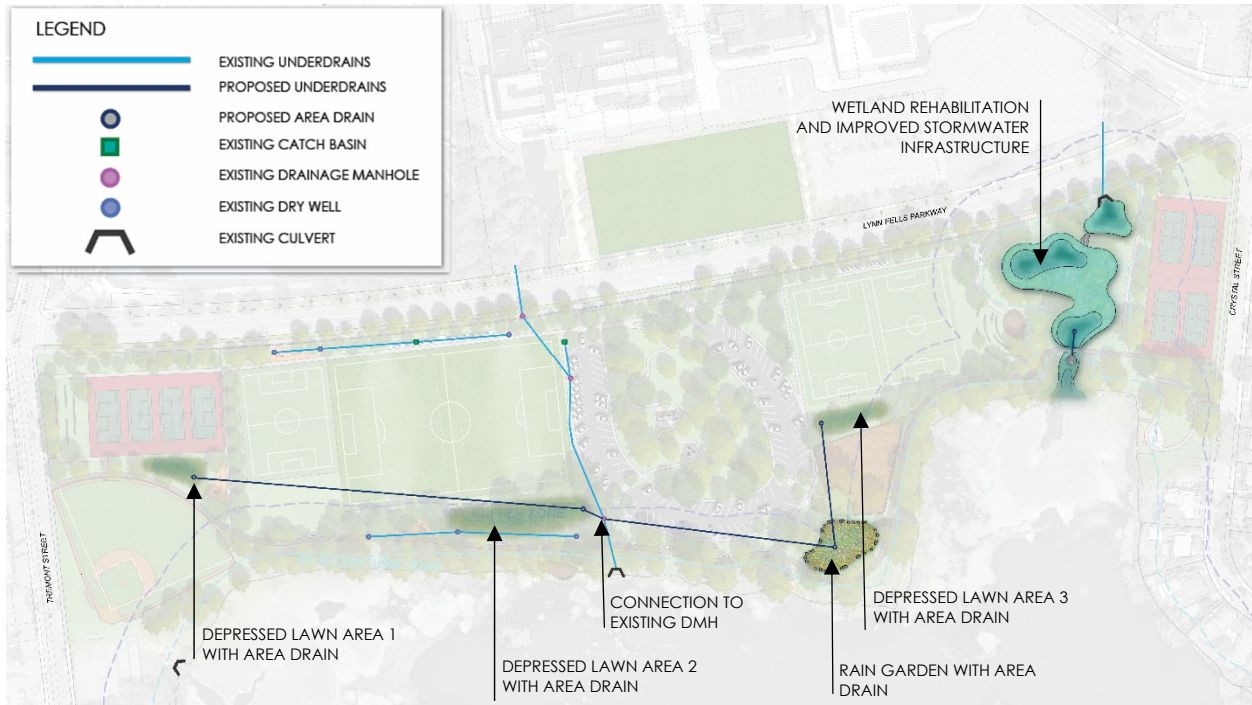 LEGEND
EXISTING UNDERDRAINS
PROPOSED UNDERDRAINS
PROPOSED AREA DRAIN
EXISTING CATCH BASIN
EXISTING DRAINAGE MANHOLE
EXISTING DRY WELL
EXISTING CULVERT
WETLAND REHABILITATION
AND IMPROVED STORMWATER
INFRASTRUCTURE
LYNN FELLS PARKWAY
CRYSTAL STREET
TREMONT STREET
DEPRESSED LAWN AREA 1
WITH AREA DRAIN
DEPRESSED LAWN AREA 2
WITH AREA DRAIN
CONNECTION TO
EXISTING DMH
DEPRESSED LAWN AREA 3
WITH AREA DRAIN
RAIN GARDEN WITH AREA
DRAIN